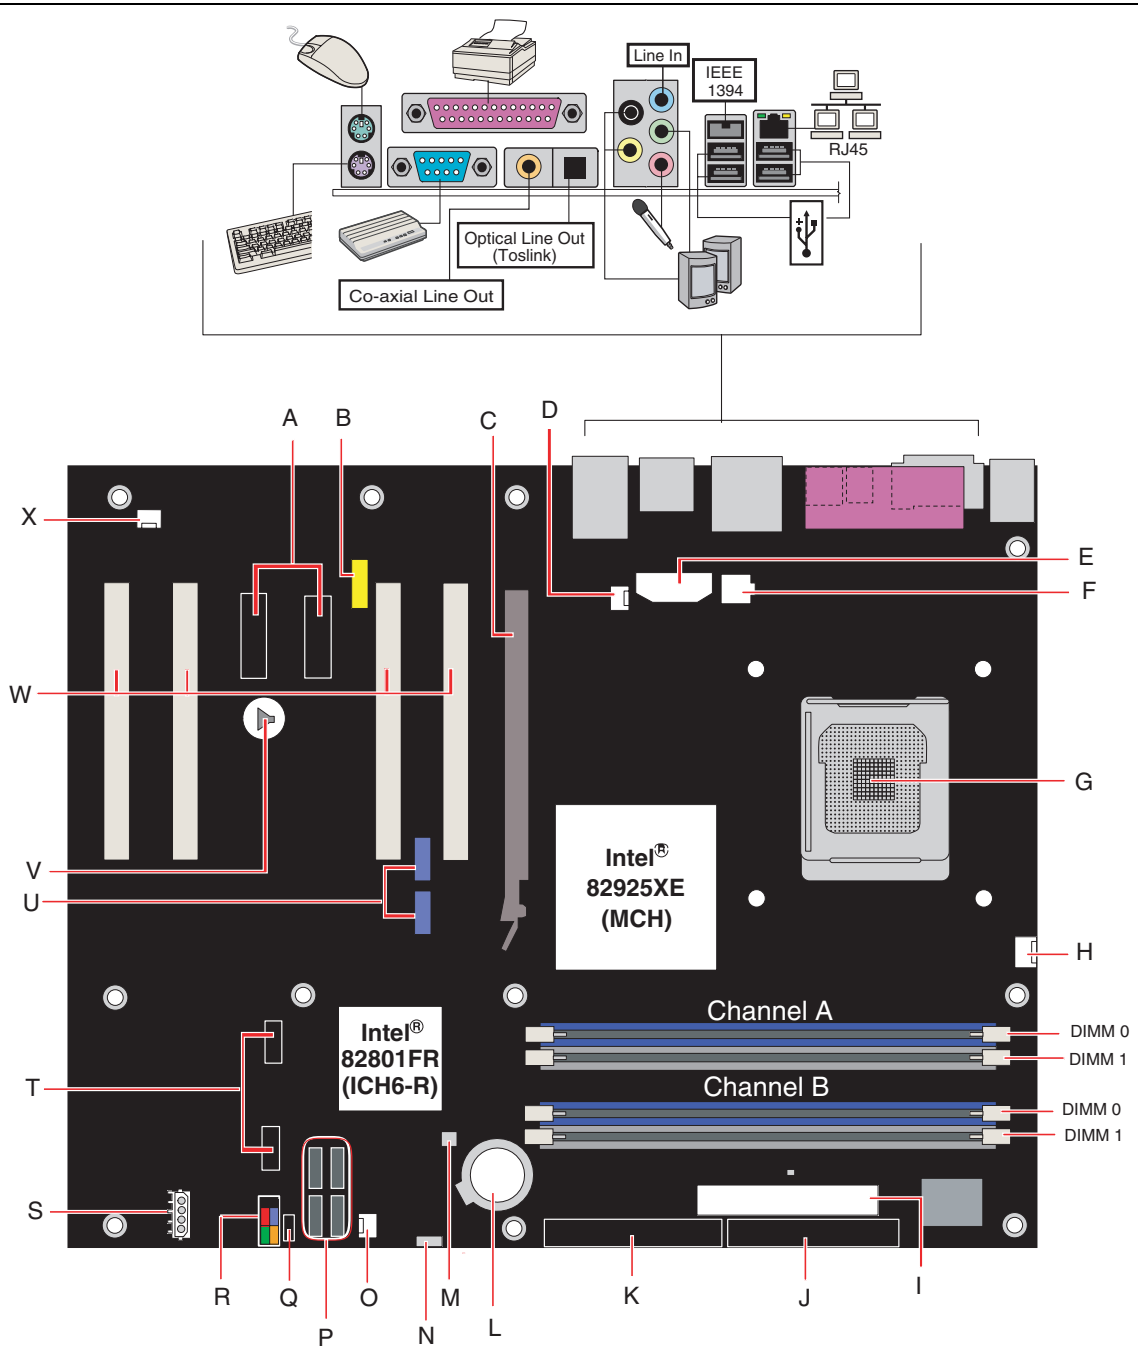 Line In
IEEE
1394
RJ45
Optical Line Out
(Toslink)
Co-axial Line Out
A
B
C
D
X
E
F
W
G
Intel®
82925XE
(MCH)
V
U
H
Channel A
DIMM 0
DIMM 1
Intel®
82801FR
(ICH6-R)
T
Channel B
DIMM 0
DIMM 1
S
R
Q
P
O
N
M
L
K
J
I